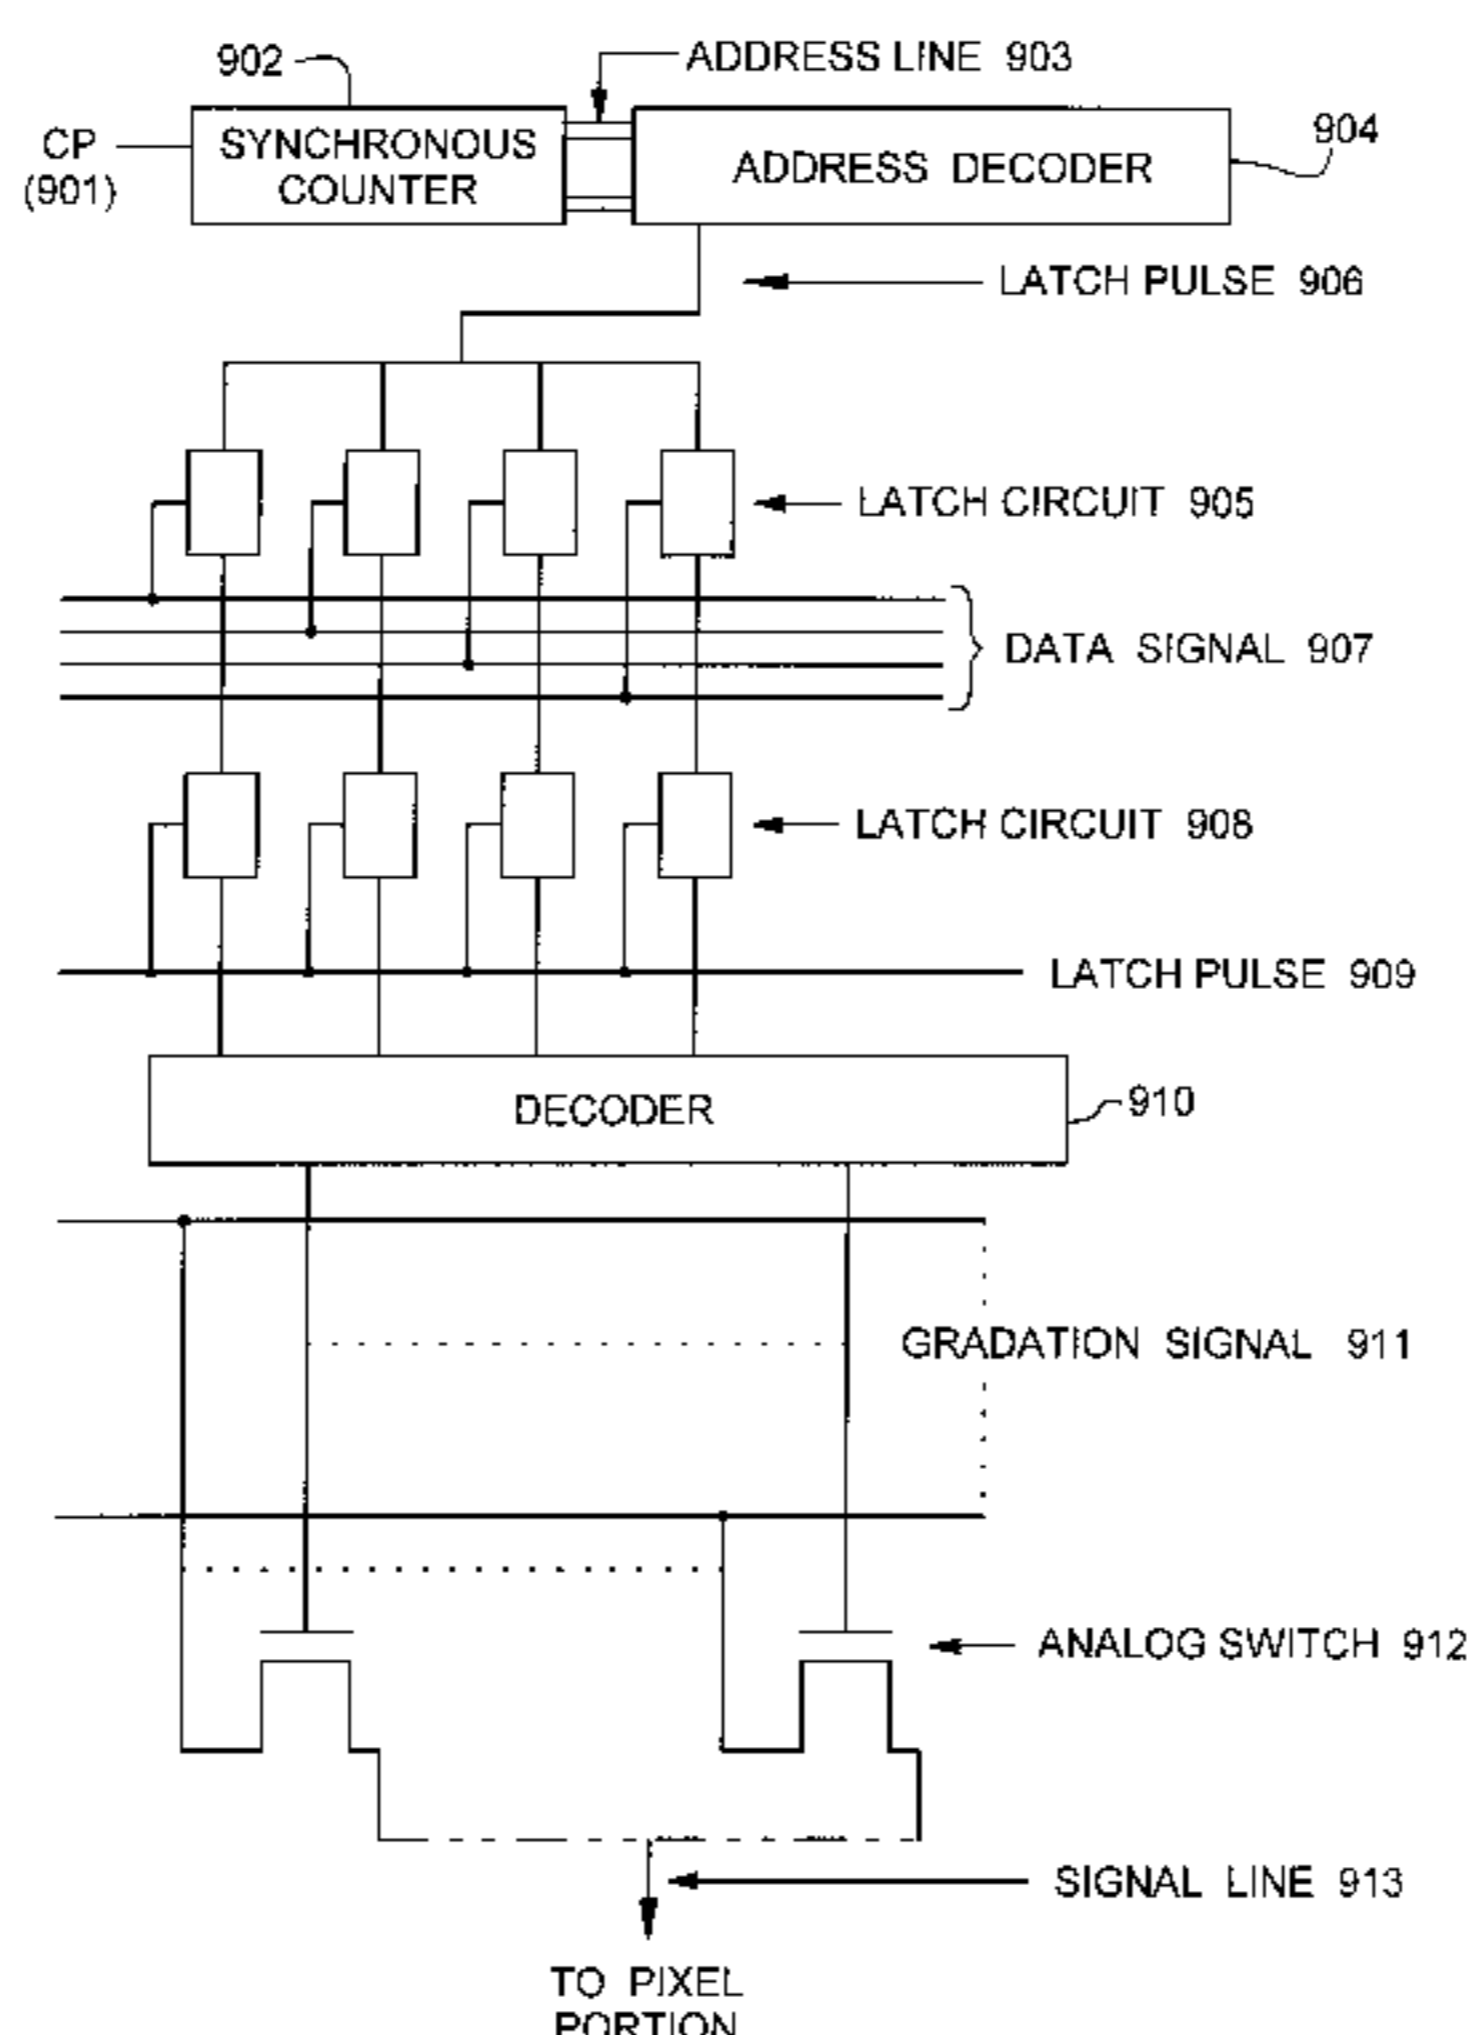 902
ADDRESS LINE 903
CP
(901)
SYNCHRONOUS
COUNTER
ADDRESS DECODER
904
LATCH PULSE 906
LATCH CIRCUIT 905
DATA SIGNAL 907
LATCH CIRCUIT 908
LATCH PULSE 909
DECODER
910
GRADATION SIGNAL 911
ANALOG SWITCH 912
SIGNAL LINE 913
TO PIXEL
PORTION